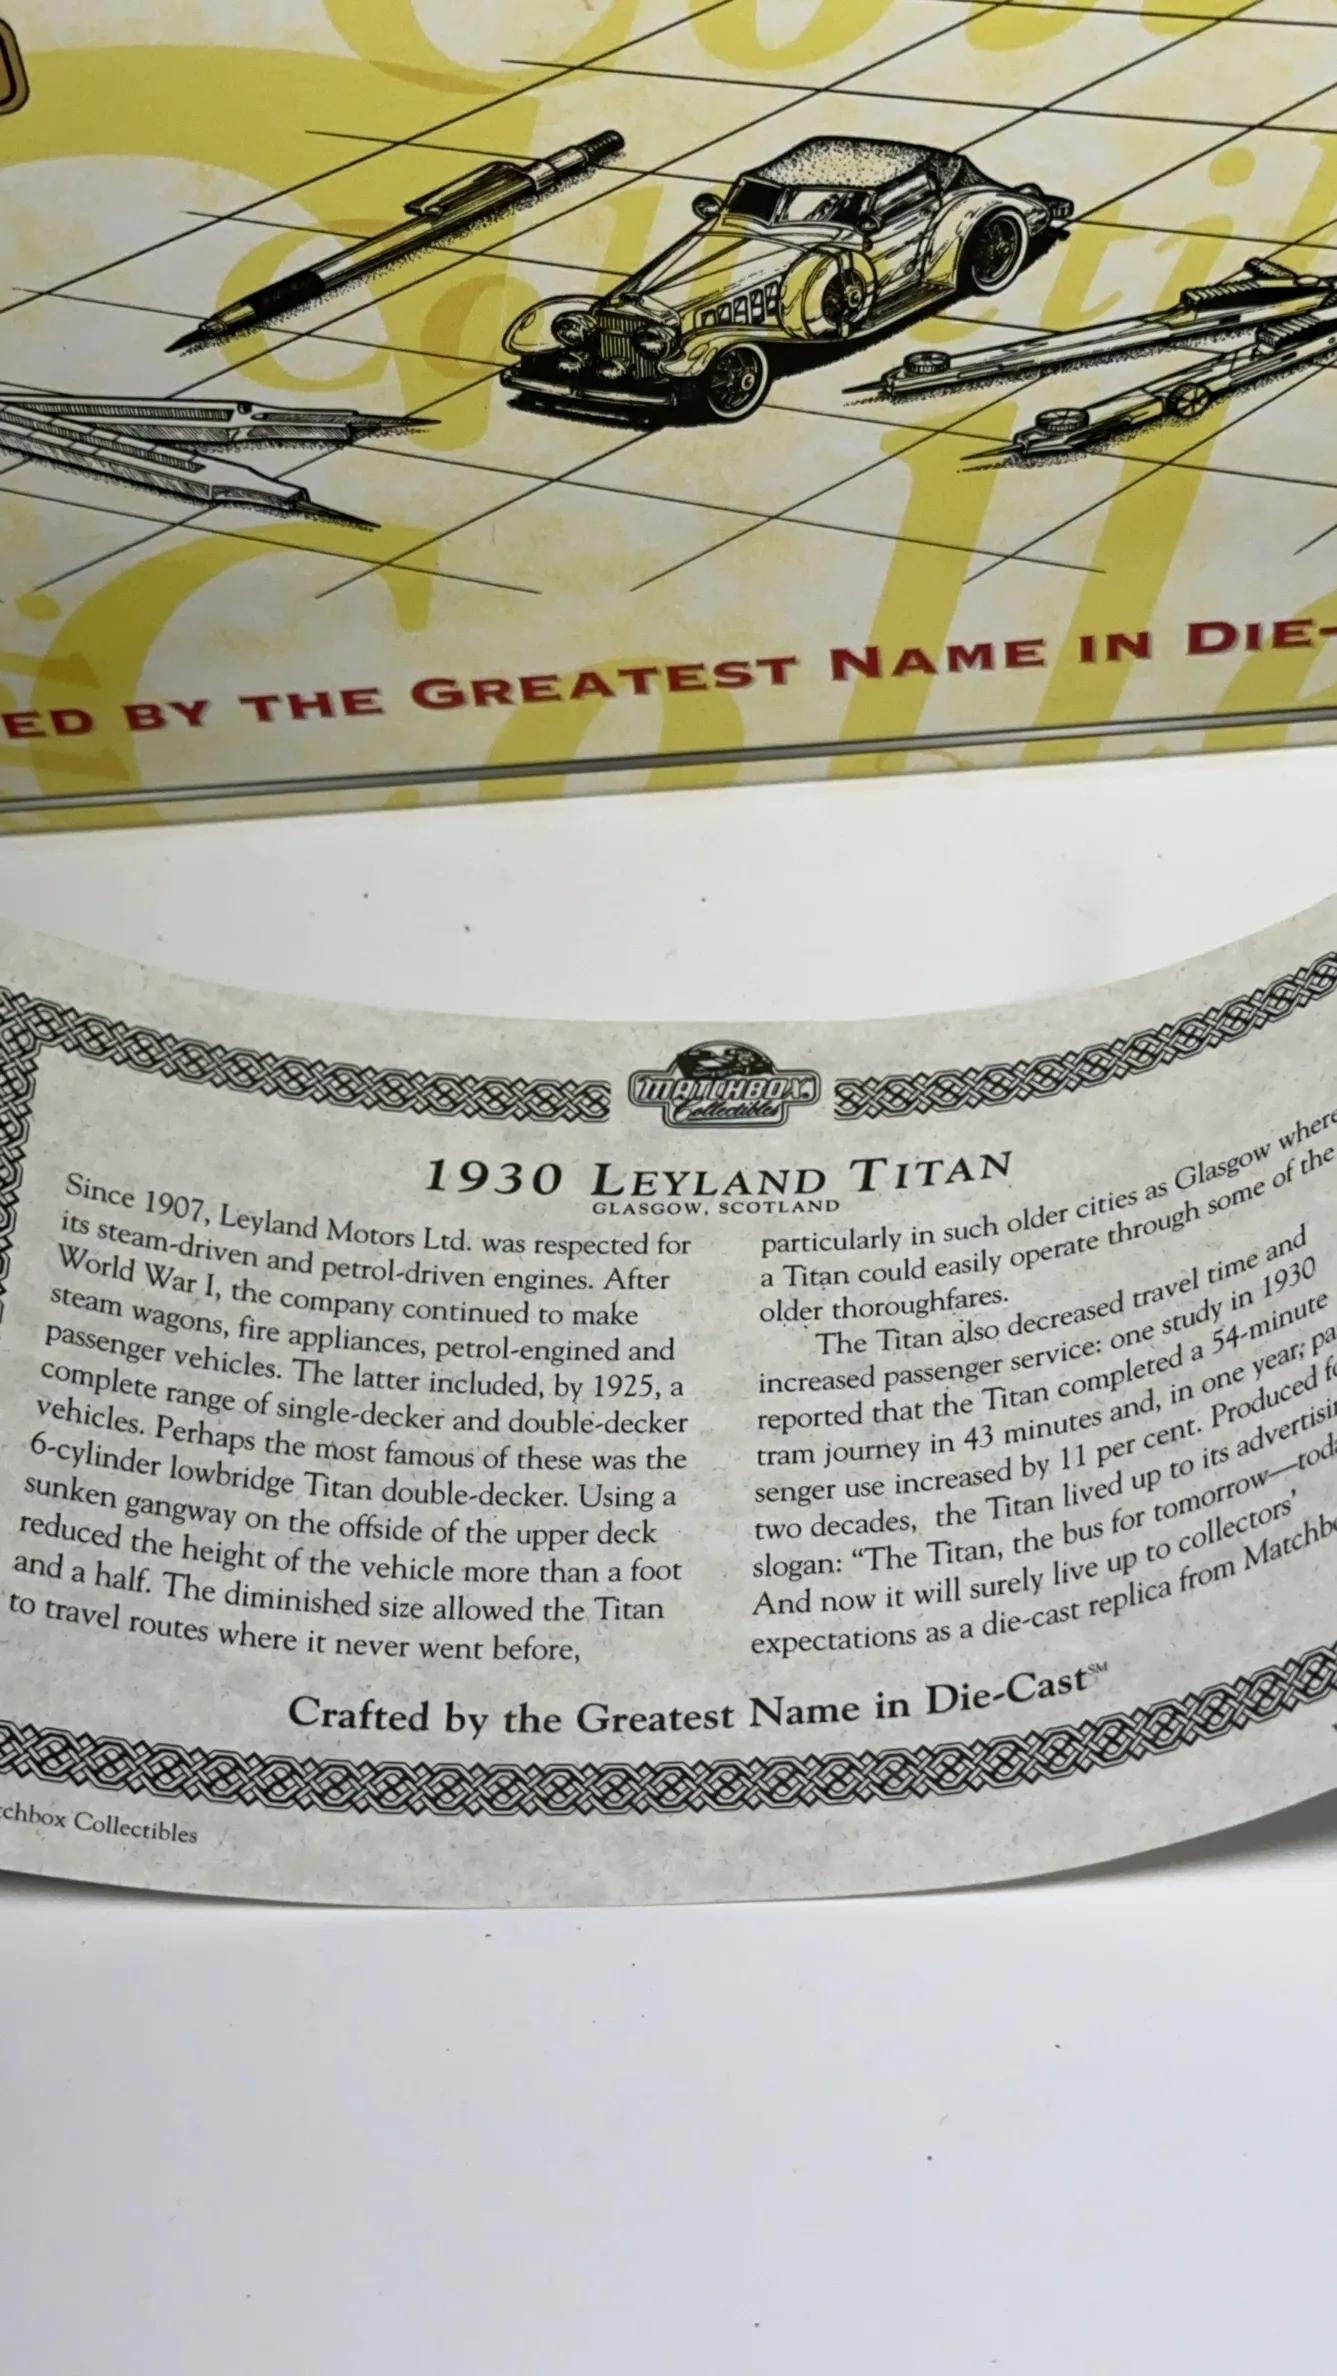 ED BY THE GREATEST NAME IN DIE-
MATCHBOX
Collectibles
1930 LEYLAND TITAN
GLASGOW, SCOTLAND
Since 1907, Leyland Motors Ltd. was respected for
its steam-driven and petrol-driven engines. After
World War I, the company continued to make
steam wagons, fire appliances, petrol-engined and
passenger vehicles. The latter included, by 1925, a
complete range of single-decker and double-decker
vehicles. Perhaps the most famous of these was the
6-cylinder lowbridge Titan double-decker. Using a
sunken gangway on the offside of the upper deck
reduced the height of the vehicle more than a foot
and a half. The diminished size allowed the Titan
to travel routes where it never went before,
particularly in such older cities as Glasgow where
a Titan could easily operate through some of the
older thoroughfares.
The Titan also decreased travel time and
increased passenger service: one study in 1930
reported that the Titan completed a 54-minute
tram journey in 43 minutes and, in one year; pa
senger use increased by 11 per cent. Produced fo
two decades, the Titan lived up to its advertisin
slogan: “The Titan, the bus for tomorrow—toda
And now it will surely live up to collectors’
expectations as a die-cast replica from Matchbo
Crafted by the Greatest Name in Die-Cast℠
chbox Collectibles